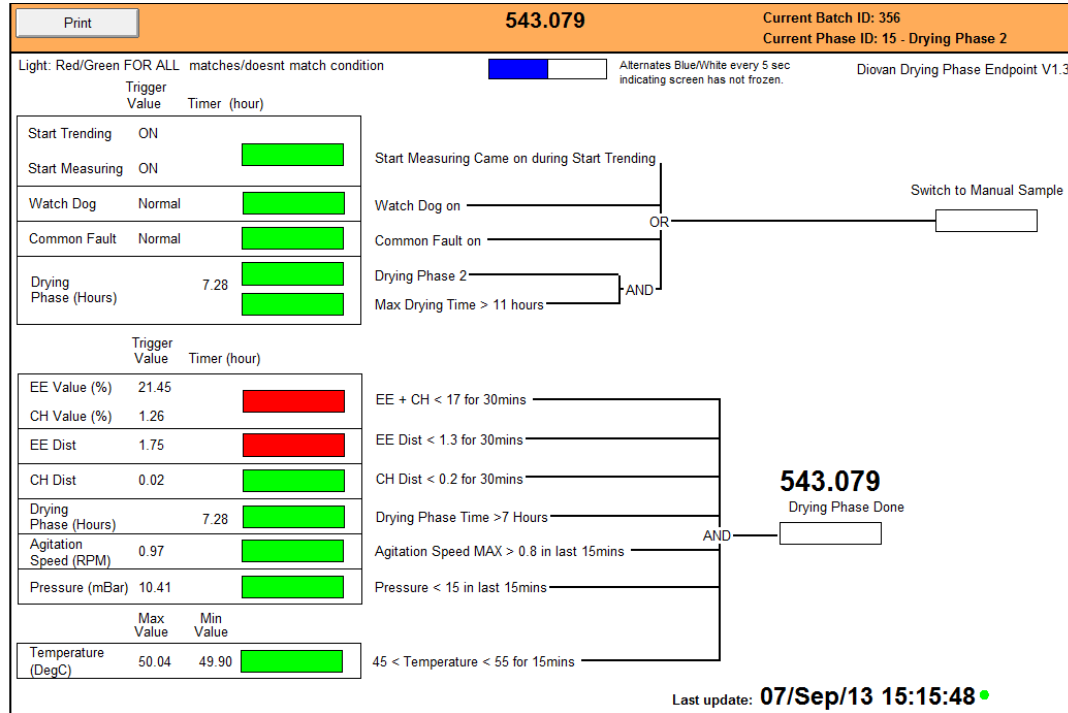 Print
543.079
Current Batch ID: 356
Current Phase ID: 15 - Drying Phase 2
Light: Red/Green FOR ALL matches/doesnt match condition
Alternates Blue/White every 5 sec
indicating screen has not frozen.
Diovan Drying Phase Endpoint V1.3
Trigger
Value Timer (hour)
Start Trending ON
Start Measuring ON
Start Measuring Came on during Start Trending
Watch Dog Normal
Watch Dog on
Common Fault Normal
Common Fault on
Drying
Phase (Hours) 7.28
Drying Phase 2
Max Drying Time > 11 hours
AND
OR
Switch to Manual Sample
Trigger
Value Timer (hour)
EE Value (%) 21.45
CH Value (%) 1.26
EE + CH < 17 for 30mins
EE Dist 1.75
EE Dist < 1.3 for 30mins
CH Dist 0.02
CH Dist < 0.2 for 30mins
Drying
Phase (Hours) 7.28
Drying Phase Time >7 Hours
Agitation
Speed (RPM) 0.97
Agitation Speed MAX > 0.8 in last 15mins
Pressure (mBar) 10.41
Pressure < 15 in last 15mins
Max
Value
Min
Value
Temperature
(DegC) 50.04 49.90
45 < Temperature < 55 for 15mins
AND
543.079
Drying Phase Done
Last update: 07/Sep/13 15:15:48